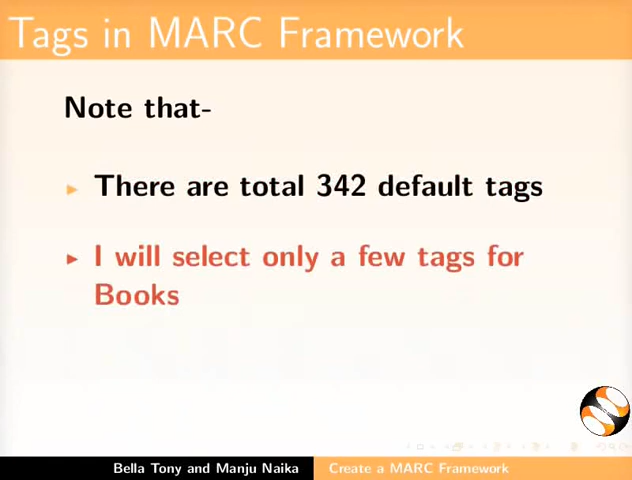 Tags in MARC Framework
Note that-
There are total 342 default tags
I will select only a few tags for
Books
Bella Tony and Manju Naika
Create a MARC Framework